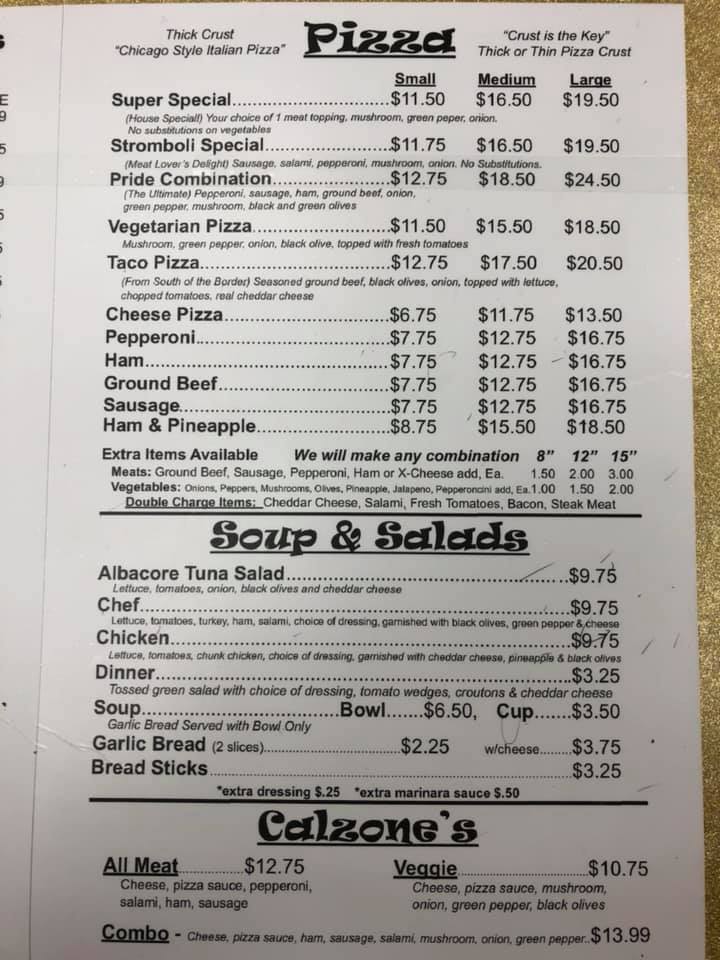 Thick Crust
"Chicago Style Italian Pizza"
Pizza
"Crust is the Key"
Thick or Thin Pizza Crust
Small Medium Large
Super Special.................................$11.50 $16.50 $19.50
(House Special!) Your choice of 1 meat topping, mushroom, green peper, onion.
No substitutions on vegetables
Stromboli Special..........................$11.75 $16.50 $19.50
(Meat Lover's Delight) Sausage, salami, pepperoni, mushroom, onion. No Substitutions.
Pride Combination.........................$12.75 $18.50 $24.50
(The Ultimate) Pepperoni, sausage, ham, ground beef, onion,
green pepper, mushroom, black and green olives
Vegetarian Pizza.............................$11.50 $15.50 $18.50
Mushroom, green pepper, onion, black olive, topped with fresh tomatoes
Taco Pizza........................................$12.75 $17.50 $20.50
(From South of the Border) Seasoned ground beef, black olives, onion, topped with lettuce,
chopped tomatoes, real cheddar cheese
Cheese Pizza...................................$6.75 $11.75 $13.50
Pepperoni.........................................$7.75 $12.75 $16.75
Ham....................................................$7.75 $12.75 $16.75
Ground Beef.....................................$7.75 $12.75 $16.75
Sausage............................................$7.75 $12.75 $16.75
Ham & Pineapple............................$8.75 $15.50 $18.50
Extra Items Available We will make any combination 8" 12" 15"
Meats: Ground Beef, Sausage, Pepperoni, Ham or X-Cheese add, Ea. 1.50 2.00 3.00
Vegetables: Onions, Peppers, Mushrooms, Olives, Pineapple, Jalapeno, Pepperoncini add, Ea. 1.00 1.50 2.00
Double Charge Items: Cheddar Cheese, Salami, Fresh Tomatoes, Bacon, Steak Meat
Soup & Salads
Albacore Tuna Salad............................................................$9.75
Lettuce, tomatoes, onion, black olives and cheddar cheese
Chef.........................................................................................$9.75
Lettuce, tomatoes, turkey, ham, salami, choice of dressing, garnished with black olives, green pepper & cheese
Chicken...................................................................................$9.75
Lettuce, tomatoes, chunk chicken, choice of dressing, garnished with cheddar cheese, pineapple & black olives
Dinner......................................................................................$3.25
Tossed green salad with choice of dressing, tomato wedges, croutons & cheddar cheese
Soup..........................................Bowl.......$6.50, Cup.......$3.50
Garlic Bread Served with Bowl Only
Garlic Bread (2 slices)...................................$2.25 w/cheese.........$3.75
Bread Sticks..............................................................................$3.25
*extra dressing $.25 *extra marinara sauce $.50
Calzone's
All Meat.................$12.75 Veggie...................................$10.75
Cheese, pizza sauce, pepperoni, Cheese, pizza sauce, mushroom,
salami, ham, sausage onion, green pepper, black olives
Combo - Cheese, pizza sauce, ham, sausage, salami, mushroom, onion, green pepper..$13.99